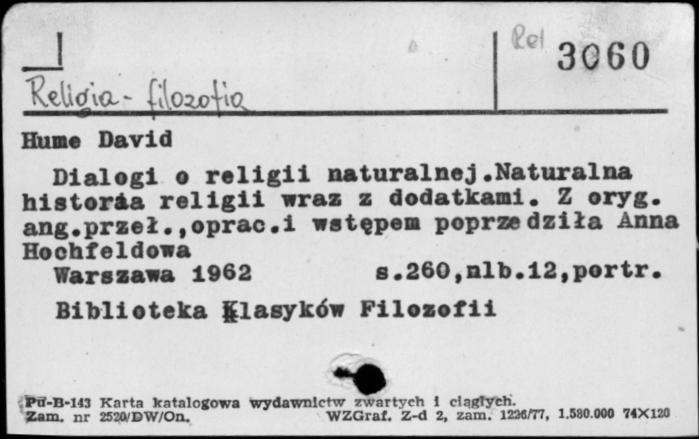 Rel 3060
Religia - filozofia
Hume David
Dialogi o religii naturalnej.Naturalna
historia religii wraz z dodatkami. Z oryg.
ang.przeł.,oprac.i wstępem poprzedziła Anna
Hochfeldowa
Warszawa 1962 s.260,nlb.12,portr.
Biblioteka Klasyków Filozofii
Pu-B-143 Karta katalogowa wydawnictw zwartych i ciągłych.
Zam. nr 2520/DW/On. WZGraf. Z-d 2, zam. 1226/77, 1.580.000 74X120